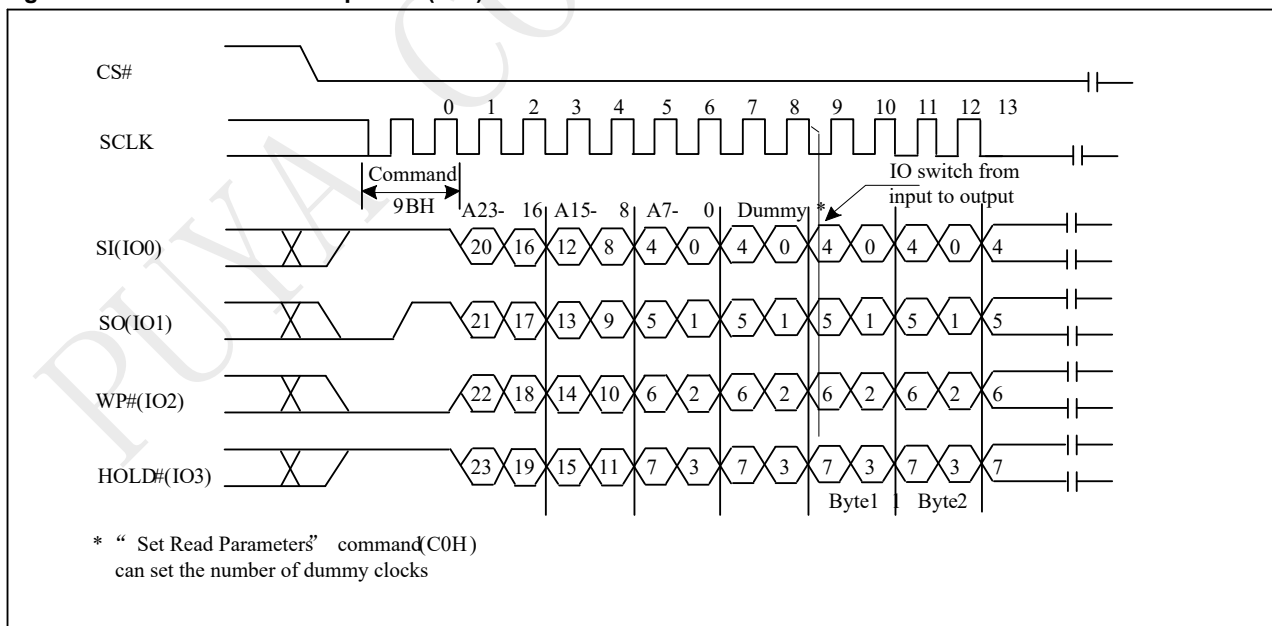 PUYA CO
CS#
0 1 2 3 4 5 6 7 8 9 10 11 12 13
SCLK
Command
9BH
IO switch from
input to output
A23- 16 A15- 8 A7- 0 Dummy *
SI(IO0) 20 16 12 8 4 0 4 0 4 0 4 0 4
SO(IO1) 21 17 13 9 5 1 5 1 5 1 5 1 5
WP#(IO2) 22 18 14 10 6 2 6 2 6 2 6 2 6
HOLD#(IO3) 23 19 15 11 7 3 7 3 7 3 7 3 7
Byte1 1 Byte2
* “ Set Read Parameters” command(C0H)
can set the number of dummy clocks